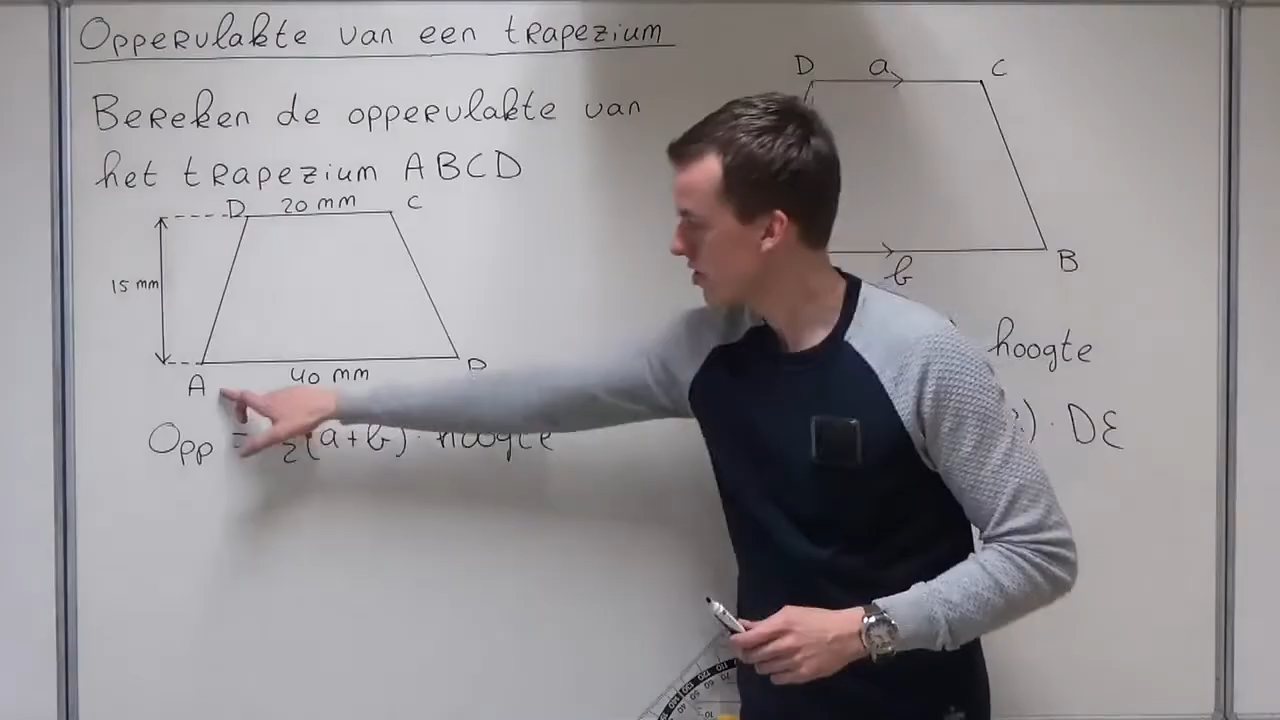 Oppervlakte van een trapezium
Bereken de oppervlakte van
het trapezium ABCD
D 20 mm C
15 mm
A 40 mm
Opp = (a+b) · hoogte
D a C
b B
hoogte
) · DE